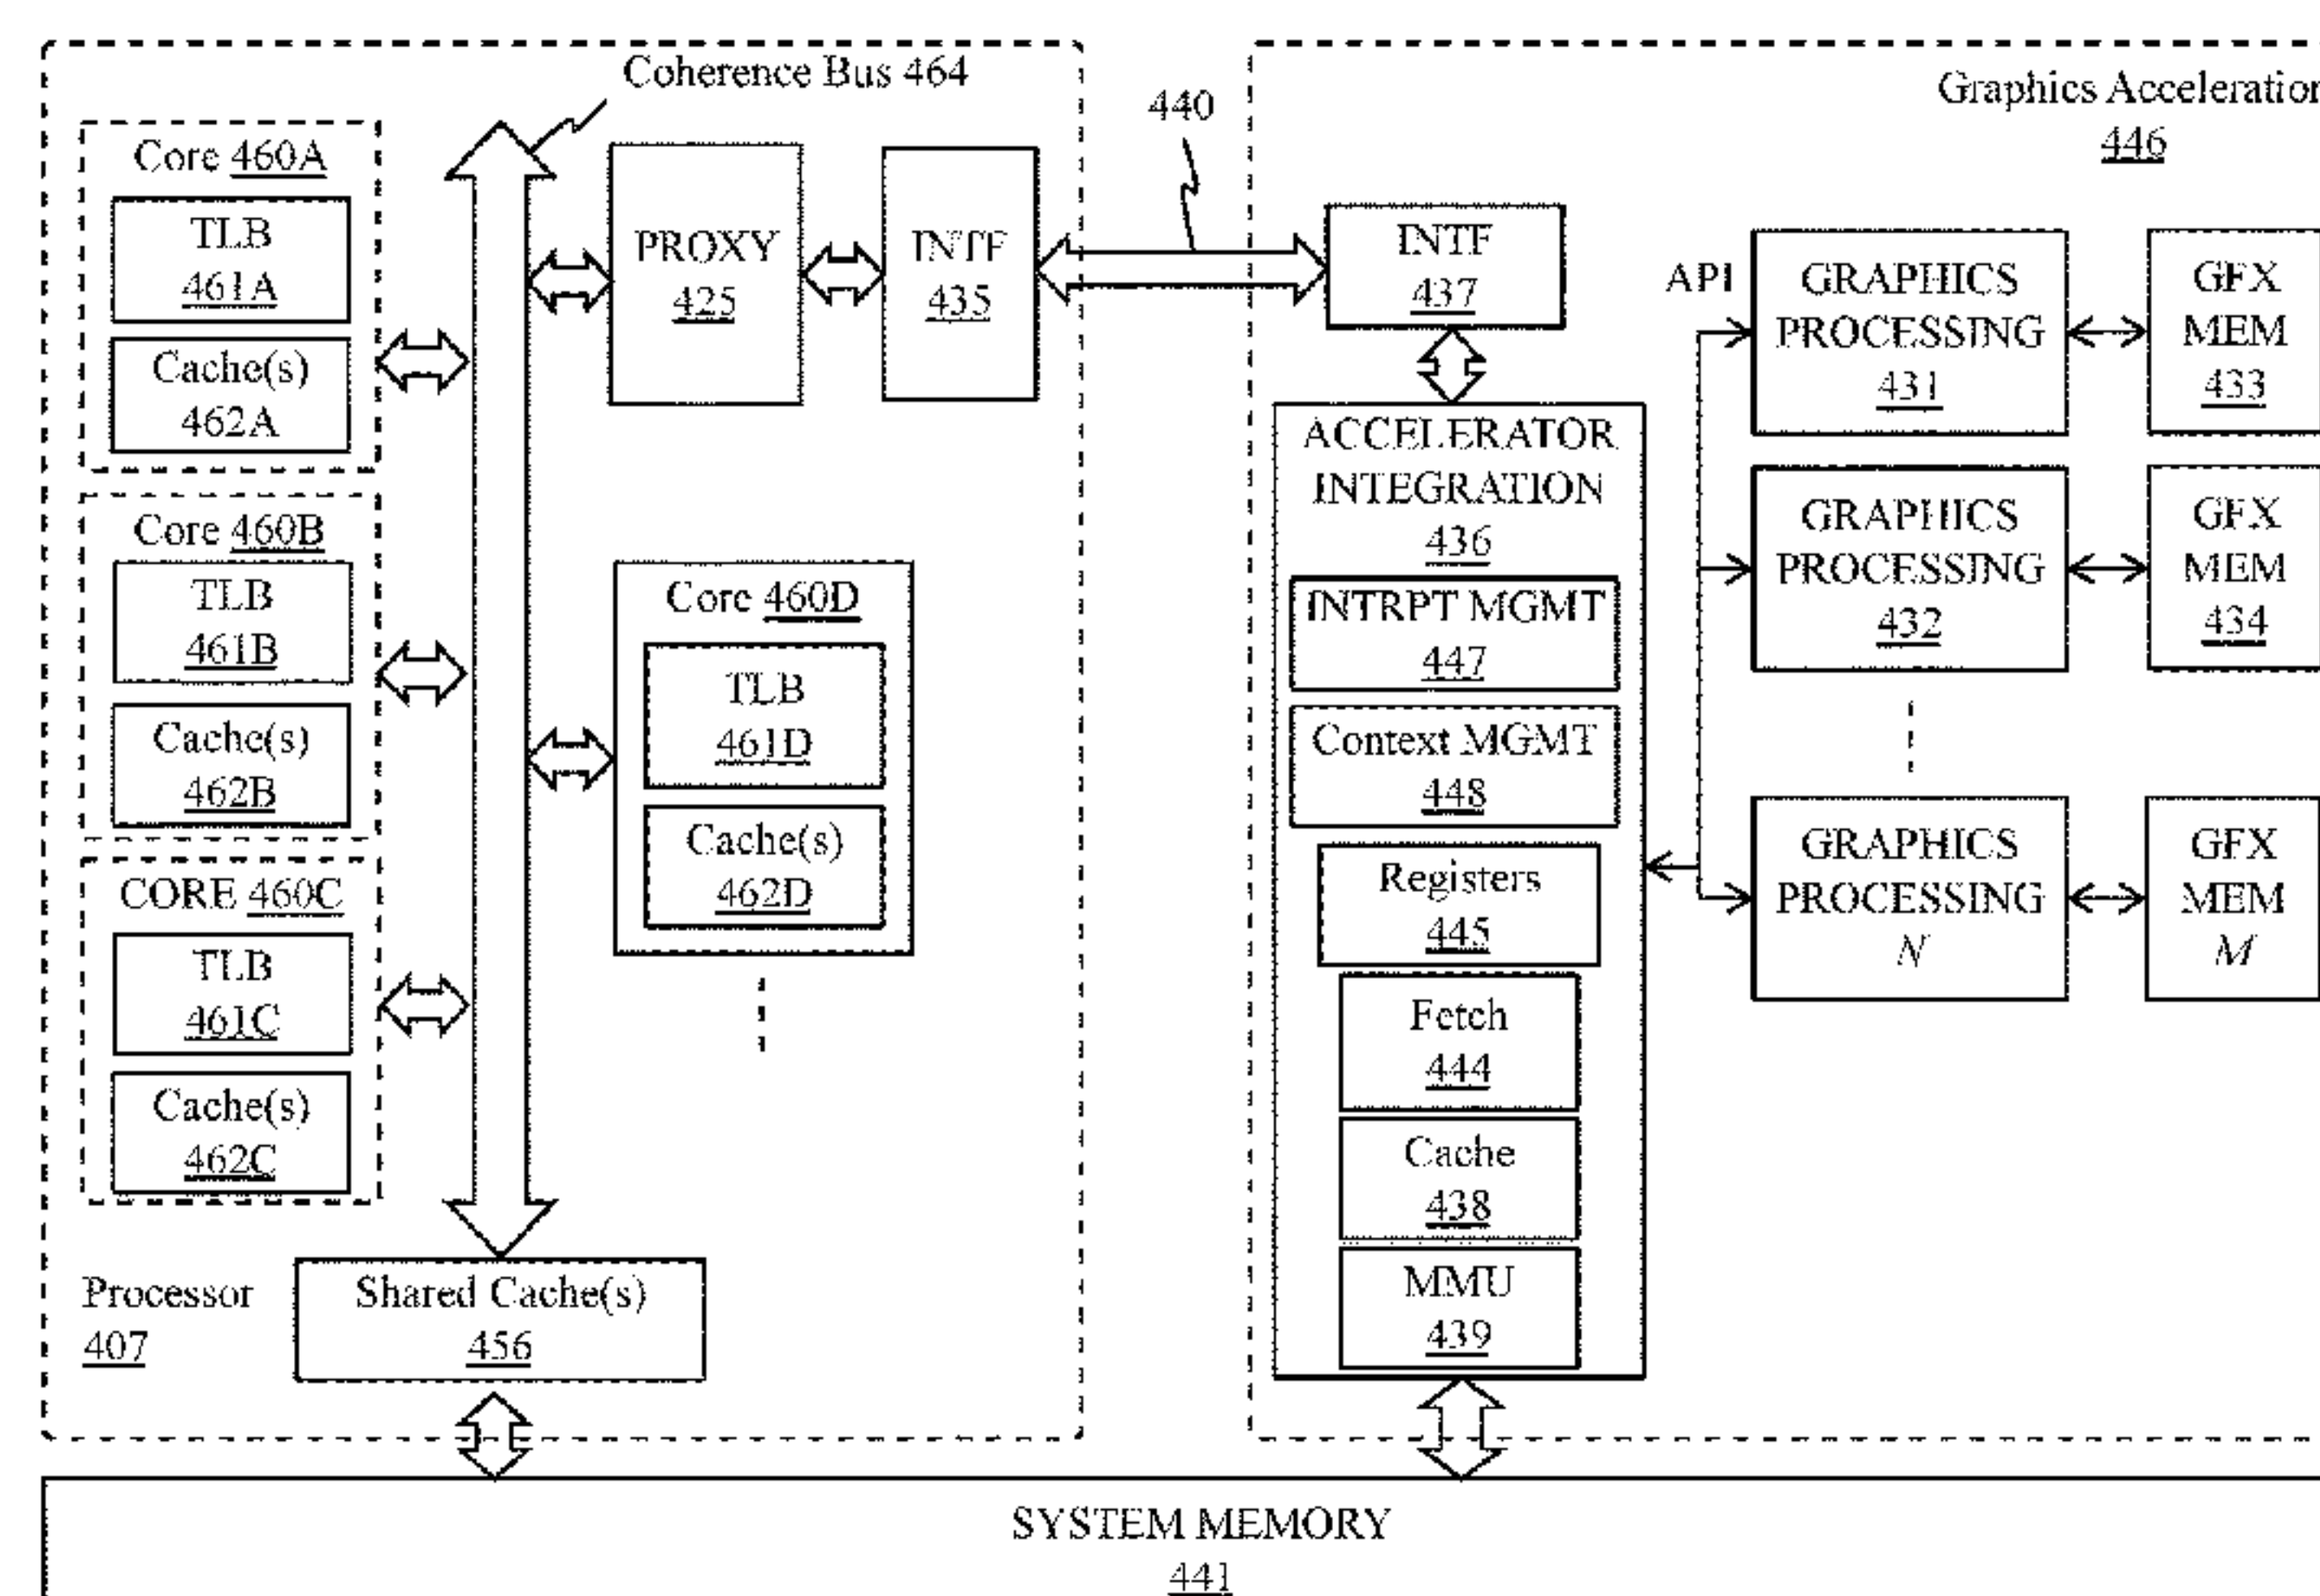 Coherence Bus 464
Core 460A
TLB
461A
Cache(s)
462A
Core 460B
TLB
461B
Cache(s)
462B
CORE 460C
TLB
461C
Cache(s)
462C
PROXY
425
INTF
435
Core 460D
TLB
461D
Cache(s)
462D
Processor
407
Shared Cache(s)
456
440
Graphics Acceleration
446
INTF
437
ACCELERATOR
INTEGRATION
436
INTRPT MGMT
447
Context MGMT
448
Registers
445
Fetch
444
Cache
438
MMU
439
API
GRAPHICS
PROCESSING
431
GFX
MEM
433
GRAPHICS
PROCESSING
432
GFX
MEM
434
GRAPHICS
PROCESSING
N
GFX
MEM
M
SYSTEM MEMORY
441